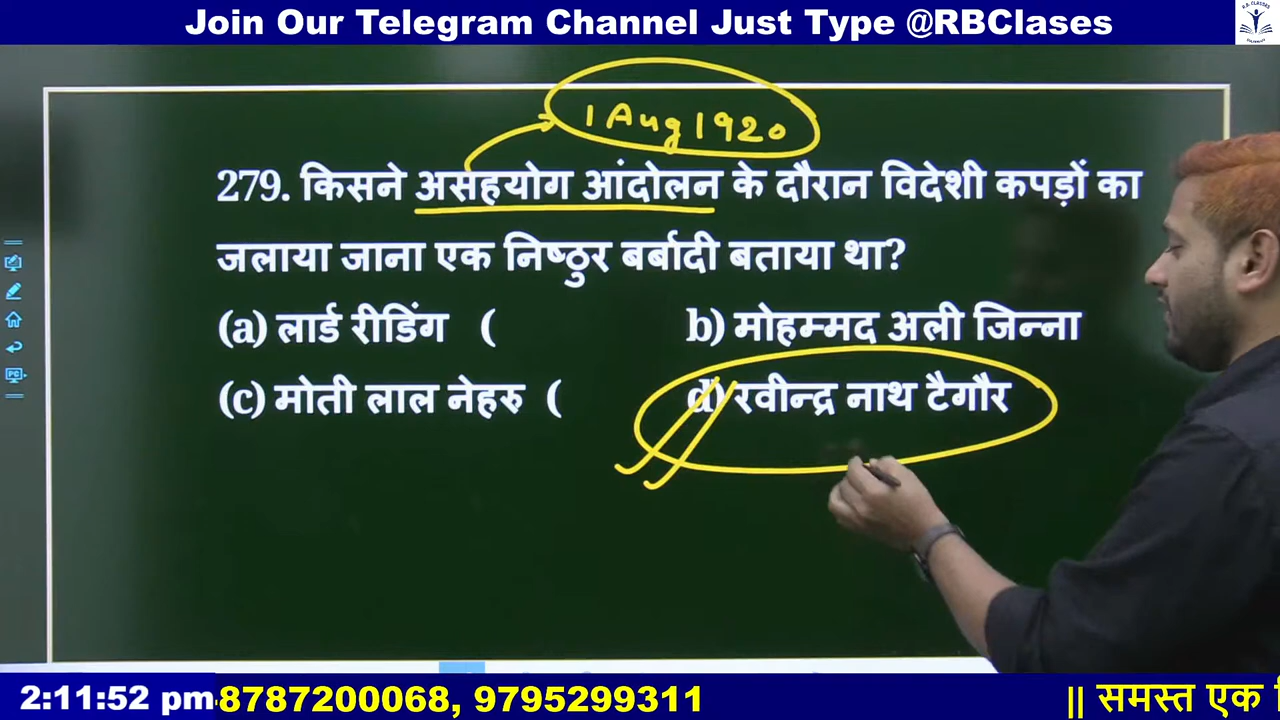 Join Our Telegram Channel Just Type @RBClases
1 Aug 1920
279. किसने असहयोग आंदोलन के दौरान विदेशी कपड़ों का
जलाया जाना एक निष्ठुर बर्बादी बताया था?
(a) लार्ड रीडिंग ( b) मोहम्मद अली जिन्ना
(c) मोती लाल नेहरु ( d) रवीन्द्र नाथ टैगौर
2:11:52 pm 8787200068, 9795299311 || समस्त एक